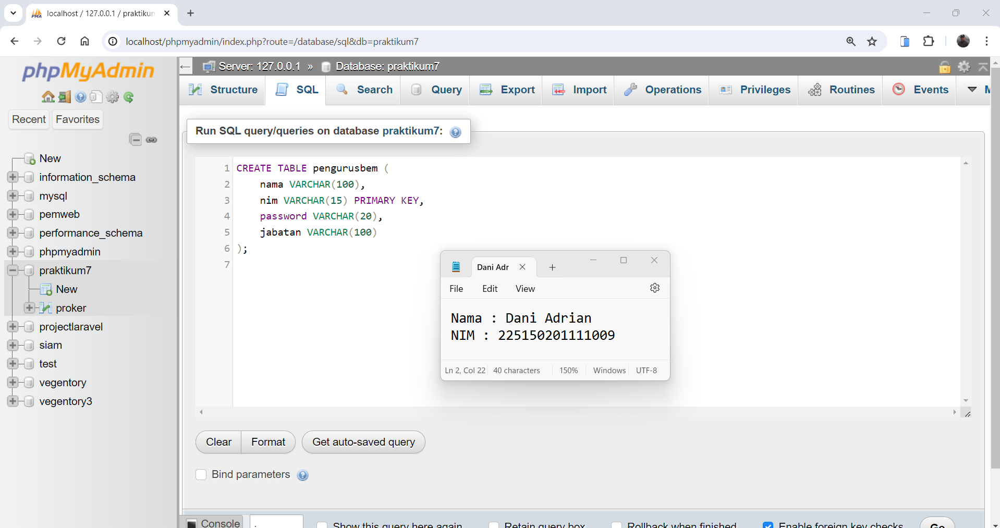 localhost / 127.0.0.1 / praktikum
localhost/phpmyadmin/index.php?route=/database/sql&db=praktikum7
phpMyAdmin
Recent
Favorites
New
information_schema
mysql
pemweb
performance_schema
phpmyadmin
praktikum7
New
proker
projectlaravel
siam
test
vegentory
vegentory3
Server: 127.0.0.1 » Database: praktikum7
Structure
SQL
Search
Query
Export
Import
Operations
Privileges
Routines
Events
Run SQL query/queries on database praktikum7:
1 CREATE TABLE pengurusbem (
2 nama VARCHAR(100),
3 nim VARCHAR(15) PRIMARY KEY,
4 password VARCHAR(20),
5 jabatan VARCHAR(100)
6 );
7
Dani Adr
File Edit View
Nama : Dani Adrian
NIM : 225150201111009
Ln 2, Col 22 40 characters 150% Windows UTF-8
Clear
Format
Get auto-saved query
Bind parameters
Console
Show this query here again
Retain query box
Rollback when finished
Enable foreign key checks
Go